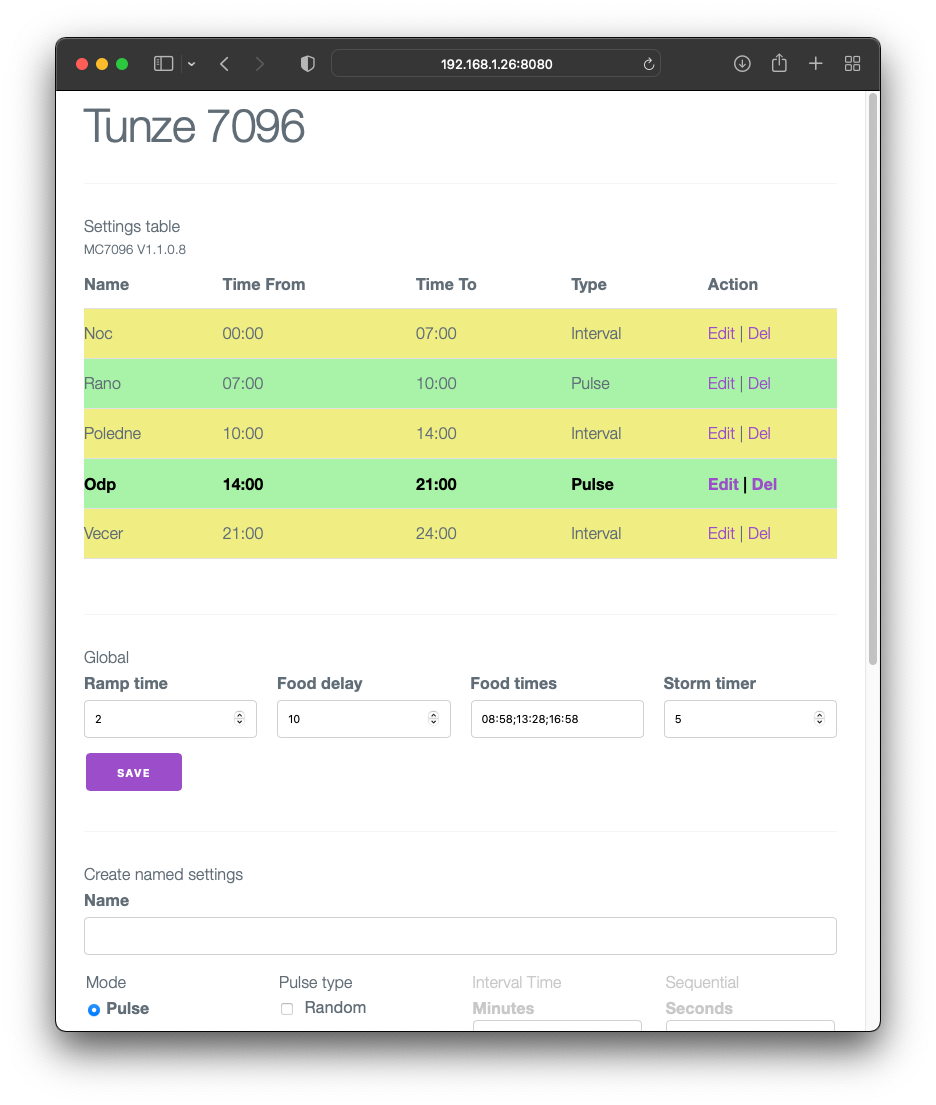 192.168.1.26:8080
Tunze 7096
Settings table
MC7096 V1.1.0.8
Name Time From Time To Type Action
Noc 00:00 07:00 Interval Edit | Del
Rano 07:00 10:00 Pulse Edit | Del
Poledne 10:00 14:00 Interval Edit | Del
Odp 14:00 21:00 Pulse Edit | Del
Vecer 21:00 24:00 Interval Edit | Del
Global
Ramp time Food delay Food times Storm timer
2 10 08:58;13:28;16:58 5
SAVE
Create named settings
Name
Mode Pulse type Interval Time Sequential
Pulse Random Minutes Seconds